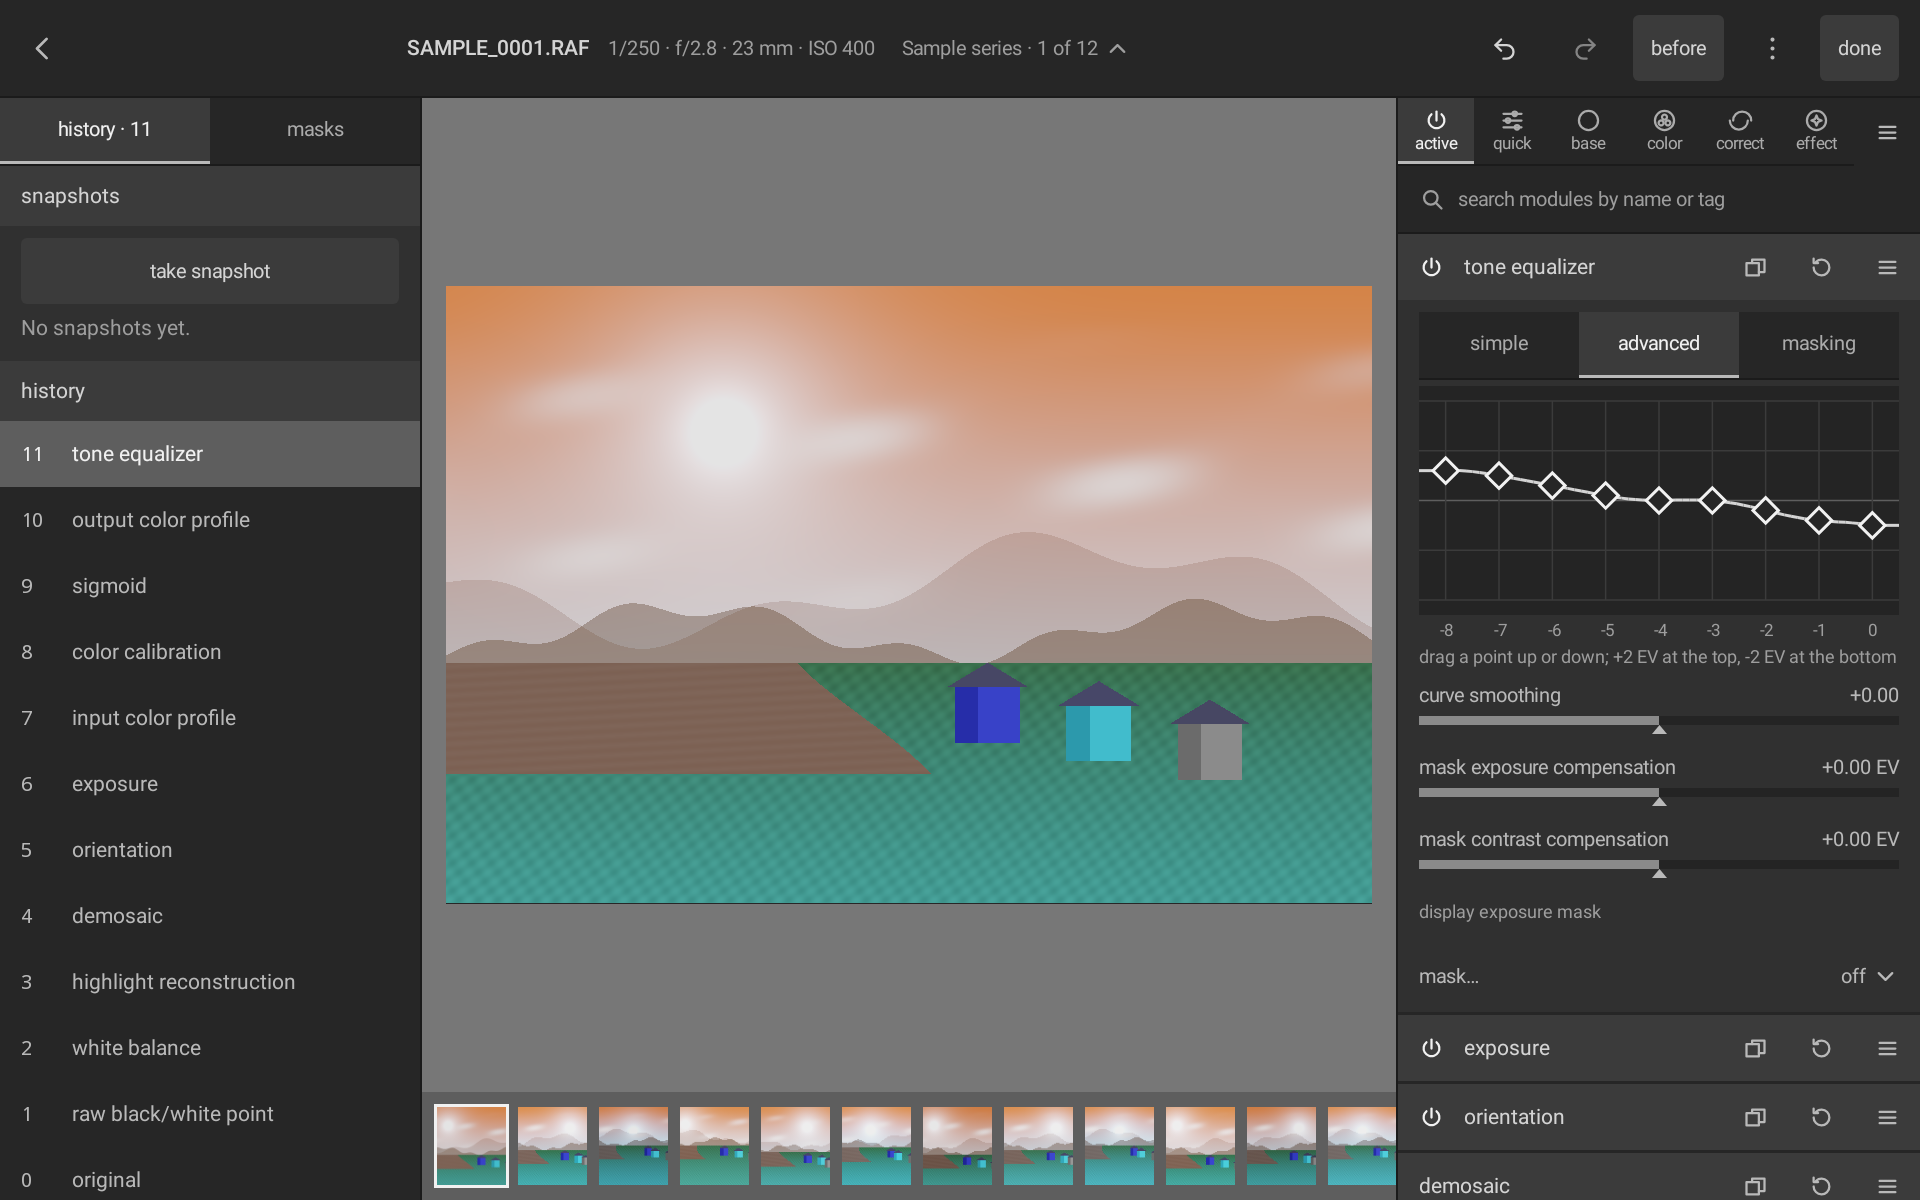 SAMPLE_0001.RAF 1/250 · f/2.8 · 23 mm · ISO 400 Sample series · 1 of 12
before
done
history · 11
masks
snapshots
take snapshot
No snapshots yet.
history
11 tone equalizer
10 output color profile
9 sigmoid
8 color calibration
7 input color profile
6 exposure
5 orientation
4 demosaic
3 highlight reconstruction
2 white balance
1 raw black/white point
0 original
active quick base color correct effect
search modules by name or tag
tone equalizer
simple advanced masking
-8 -7 -6 -5 -4 -3 -2 -1 0
drag a point up or down; +2 EV at the top, -2 EV at the bottom
curve smoothing +0.00
mask exposure compensation +0.00 EV
mask contrast compensation +0.00 EV
display exposure mask
mask... off
exposure
orientation
demosaic